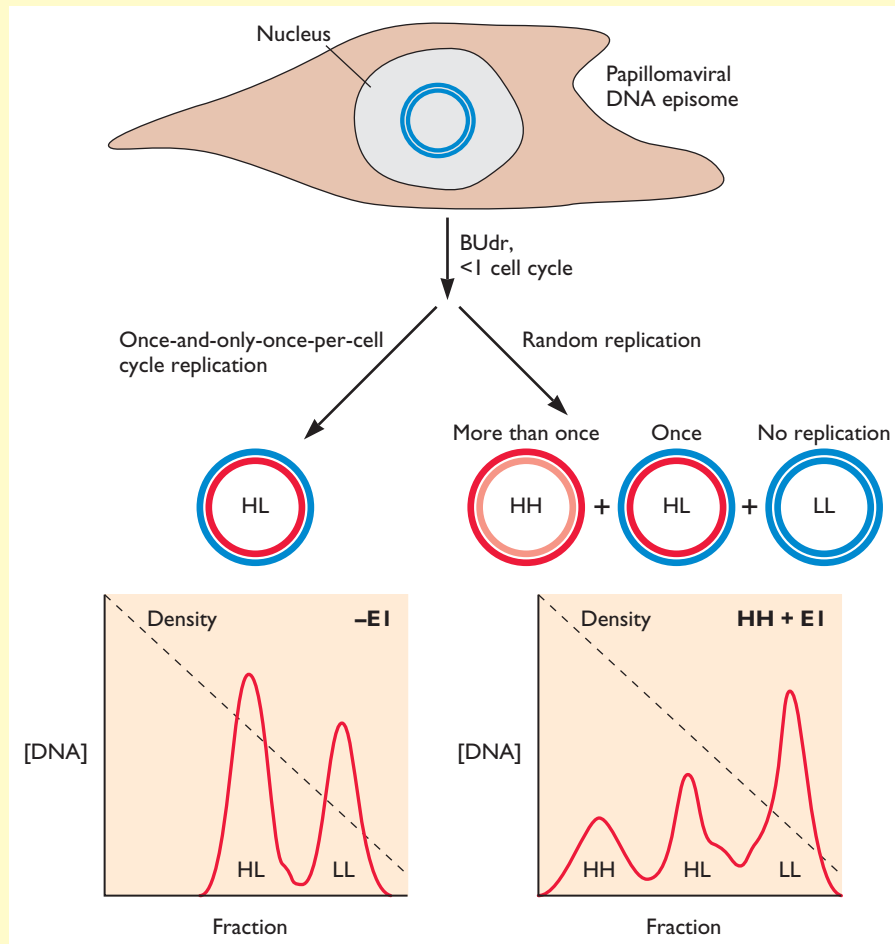 Nucleus
Papillomaviral
DNA episome
BUdr,
<1 cell cycle
Once-and-only-once-per-cell
cycle replication
Random replication
More than once
Once
No replication
HL
HH
+
HL
+
LL
Density
–E1
[DNA]
HL
LL
Fraction
Density
HH + E1
[DNA]
HH
HL
LL
Fraction